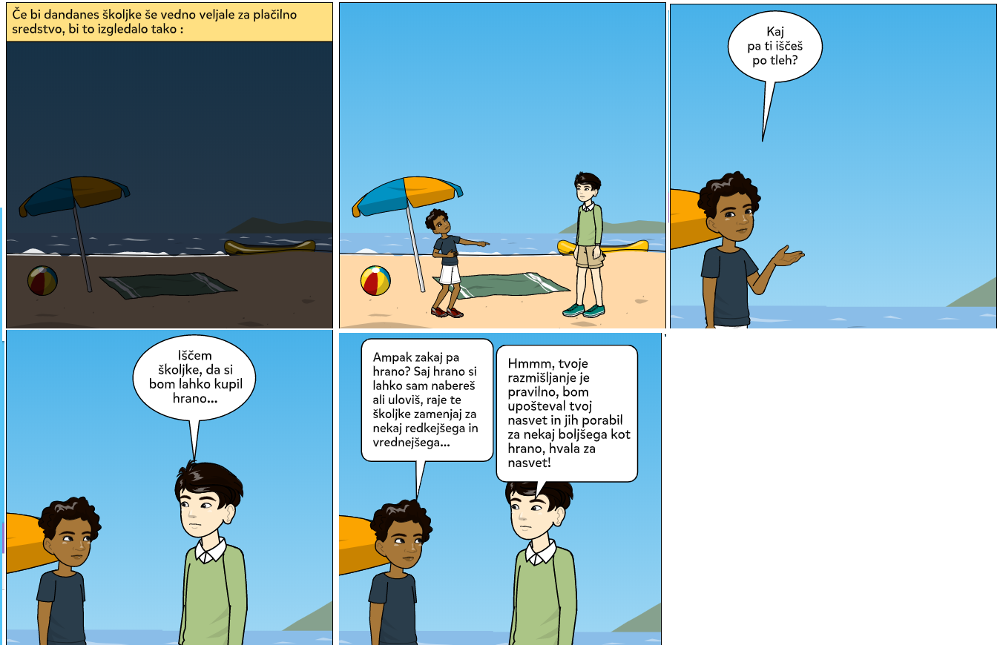 Če bi dandanes školjke še vedno veljale za plačilno
sredstvo, bi to izgledalo tako :
Kaj
pa ti iščeš
po tleh?
Iščem
školjke, da si
bom lahko kupil
hrano...
Ampak zakaj pa
hrano? Saj hrano si
lahko sam nabereš
ali uloviš, raje te
školjke zamenjaj za
nekaj redkejšega in
vrednejšega...
Hmmm, tvoje
razmišljanje je
pravilno, bom
upošteval tvoj
nasvet in jih porabil
za nekaj boljšega kot
hrano, hvala za
nasvet!